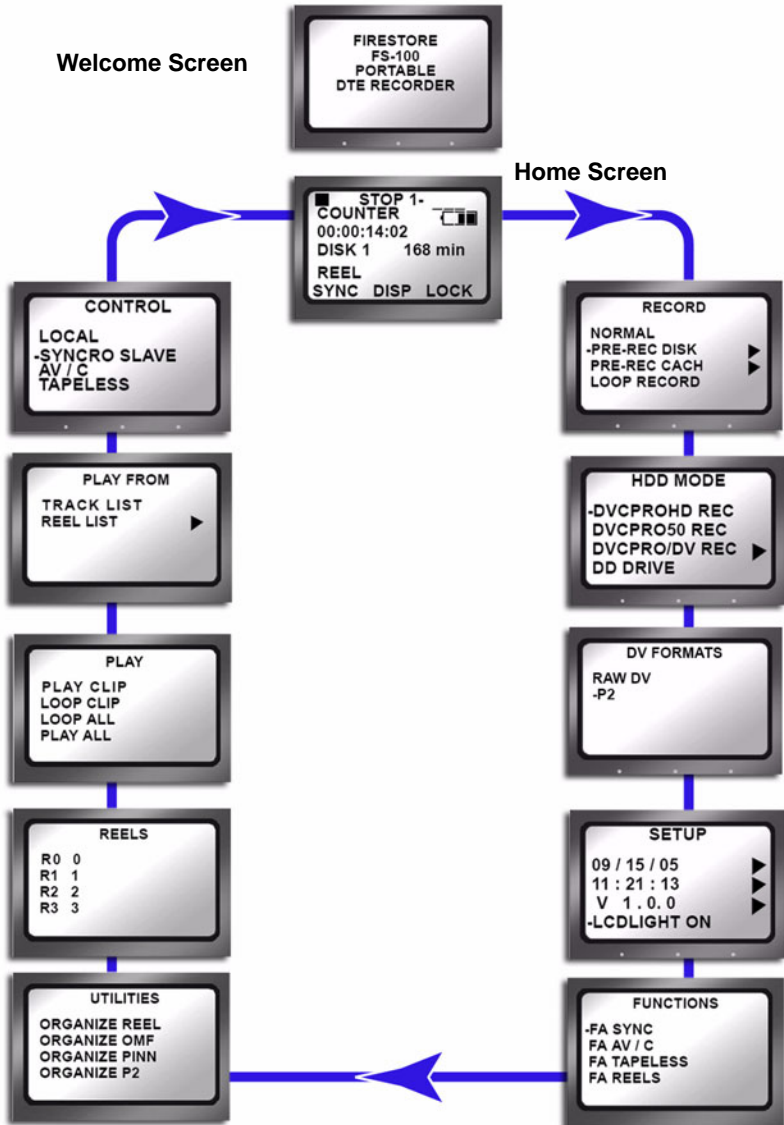 Welcome Screen
FIRESTORE
FS-100
PORTABLE
DTE RECORDER
Home Screen
STOP 1-
COUNTER
00:00:14:02
DISK 1 168 min
REEL
SYNC DISP LOCK
CONTROL
LOCAL
-SYNCRO SLAVE
AV / C
TAPELESS
RECORD
NORMAL
-PRE-REC DISK
PRE-REC CACH
LOOP RECORD
PLAY FROM
TRACK LIST
REEL LIST
HDD MODE
-DVCPROHD REC
DVCPRO50 REC
DVCPRO/DV REC
DD DRIVE
PLAY
PLAY CLIP
LOOP CLIP
LOOP ALL
PLAY ALL
DV FORMATS
RAW DV
-P2
REELS
R0 0
R1 1
R2 2
R3 3
SETUP
09 / 15 / 05
11 : 21 : 13
V 1 . 0. 0
-LCDLIGHT ON
UTILITIES
ORGANIZE REEL
ORGANIZE OMF
ORGANIZE PINN
ORGANIZE P2
FUNCTIONS
-FA SYNC
FA AV / C
FA TAPELESS
FA REELS